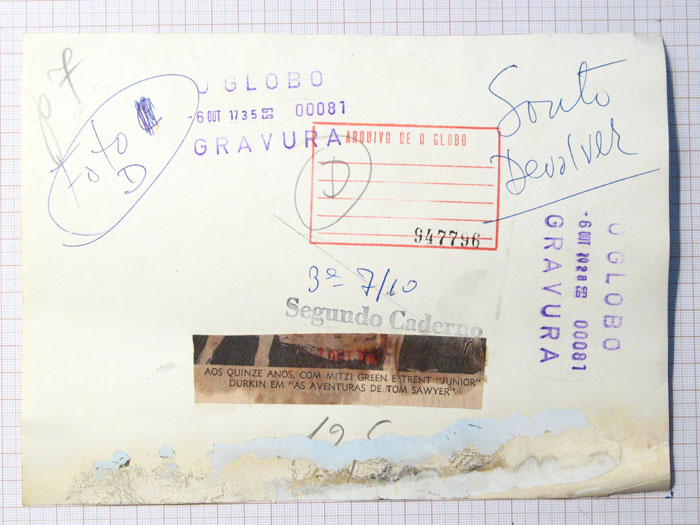 p 7
Foto
D
O GLOBO
-6 OUT 1735 00081
GRAVURA
ARQUIVO DE O GLOBO
D
947796
Souto
Devolver
O GLOBO
-6 OUT 2028 00081
GRAVURA
3ª 7/10
Segundo Caderno
AOS QUINZE ANOS, COM MITZI GREEN E TRENT "JUNIOR"
DURKIN EM "AS AVENTURAS DE TOM SAWYER".